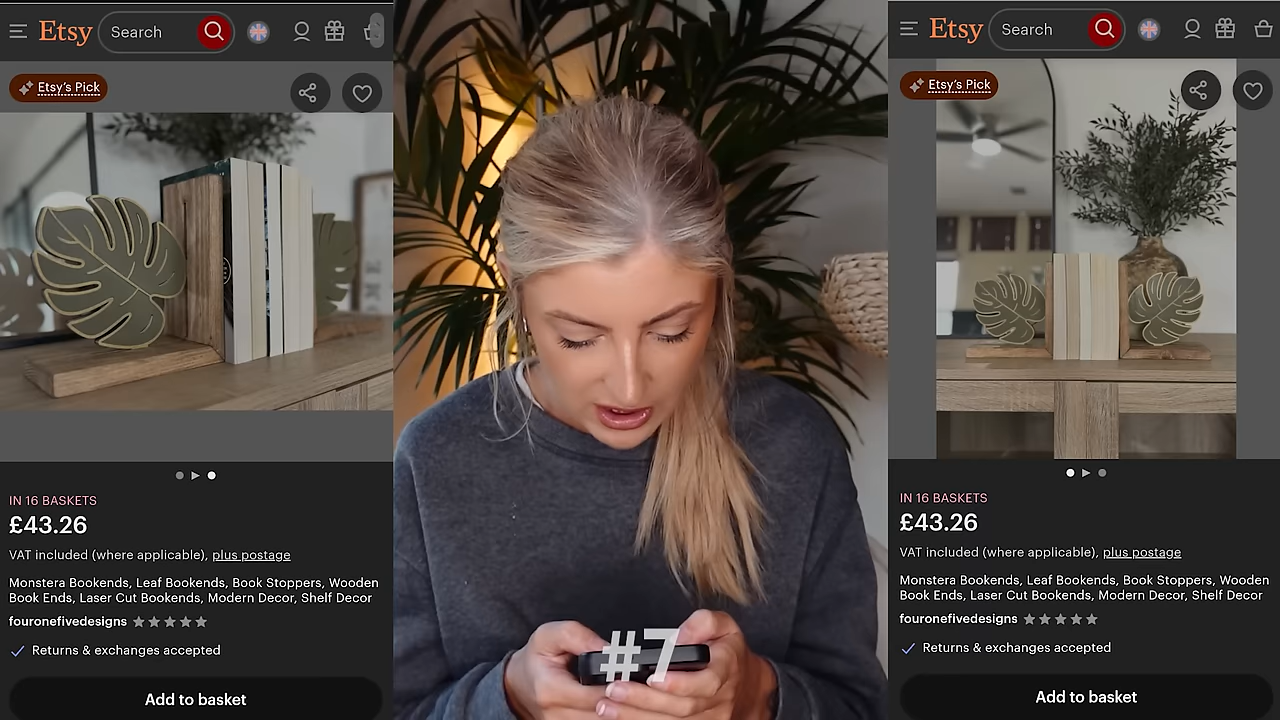 Etsy
Search
Etsy's Pick
IN 16 BASKETS
£43.26
VAT included (where applicable), plus postage
Monstera Bookends, Leaf Bookends, Book Stoppers, Wooden
Book Ends, Laser Cut Bookends, Modern Decor, Shelf Decor
fouronefivedesigns
Returns & exchanges accepted
Add to basket
#7
Etsy
Search
Etsy's Pick
IN 16 BASKETS
£43.26
VAT included (where applicable), plus postage
Monstera Bookends, Leaf Bookends, Book Stoppers, Wooden
Book Ends, Laser Cut Bookends, Modern Decor, Shelf Decor
fouronefivedesigns
Returns & exchanges accepted
Add to basket